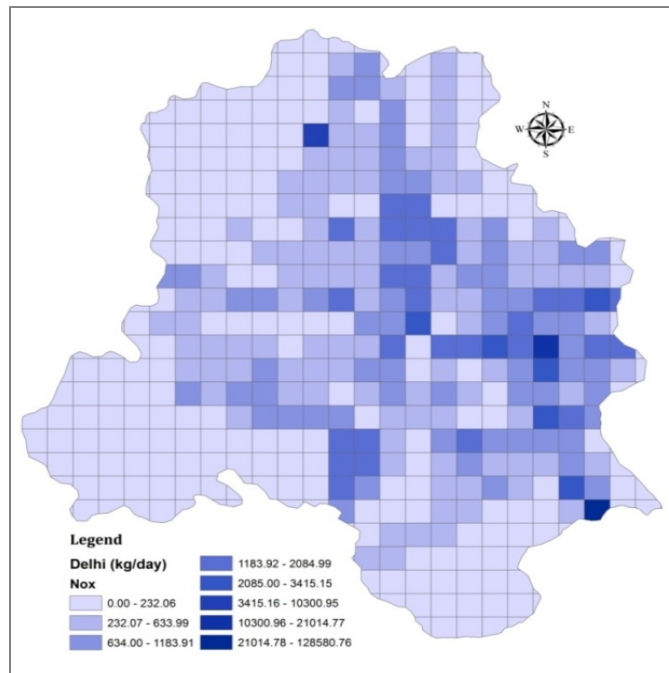 N
W E
S
Legend
Delhi (kg/day)
Nox
0.00 - 232.06
232.07 - 633.99
634.00 - 1183.91
1183.92 - 2084.99
2085.00 - 3415.15
3415.16 - 10300.95
10300.96 - 21014.77
21014.78 - 128580.76